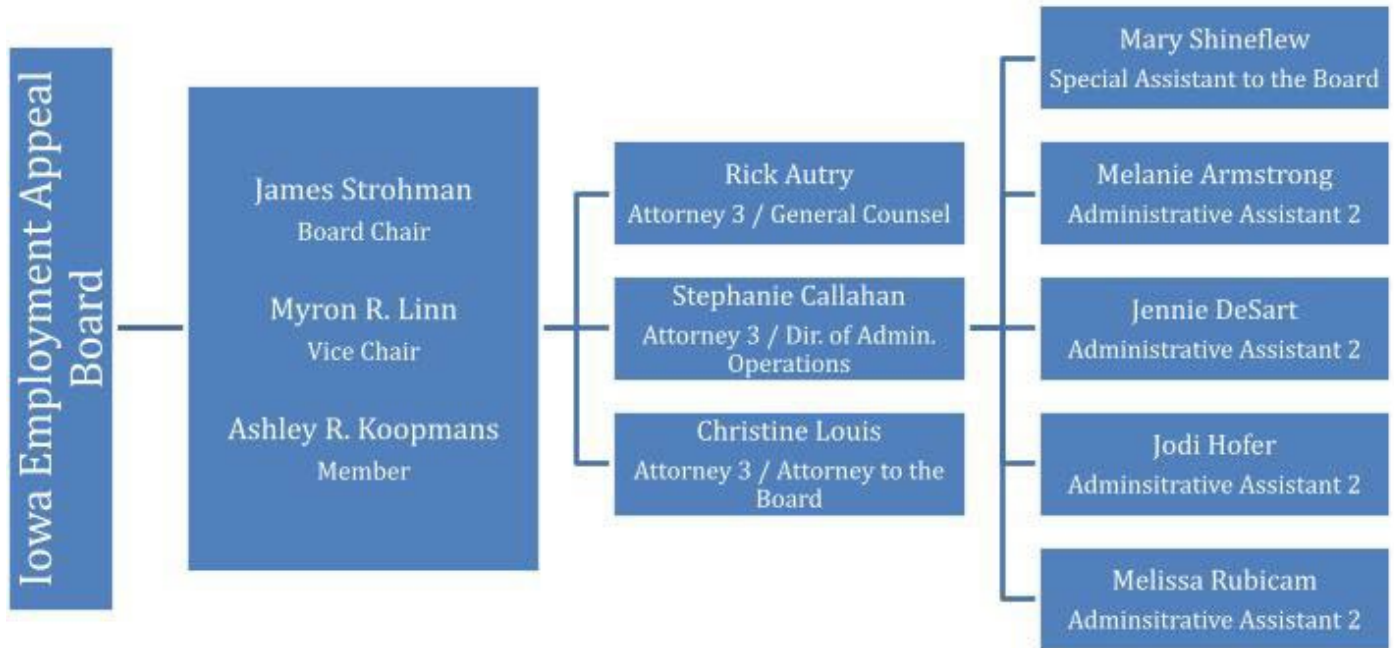 Iowa Employment Appeal
Board
James Strohman
Board Chair
Myron R. Linn
Vice Chair
Ashley R. Koopmans
Member
Rick Autry
Attorney 3 / General Counsel
Stephanie Callahan
Attorney 3 / Dir. of Admin.
Operations
Christine Louis
Attorney 3 / Attorney to the
Board
Mary Shineflew
Special Assistant to the Board
Melanie Armstrong
Administrative Assistant 2
Jennie DeSart
Administrative Assistant 2
Jodi Hofer
Adminsitrative Assistant 2
Melissa Rubicam
Adminsitrative Assistant 2